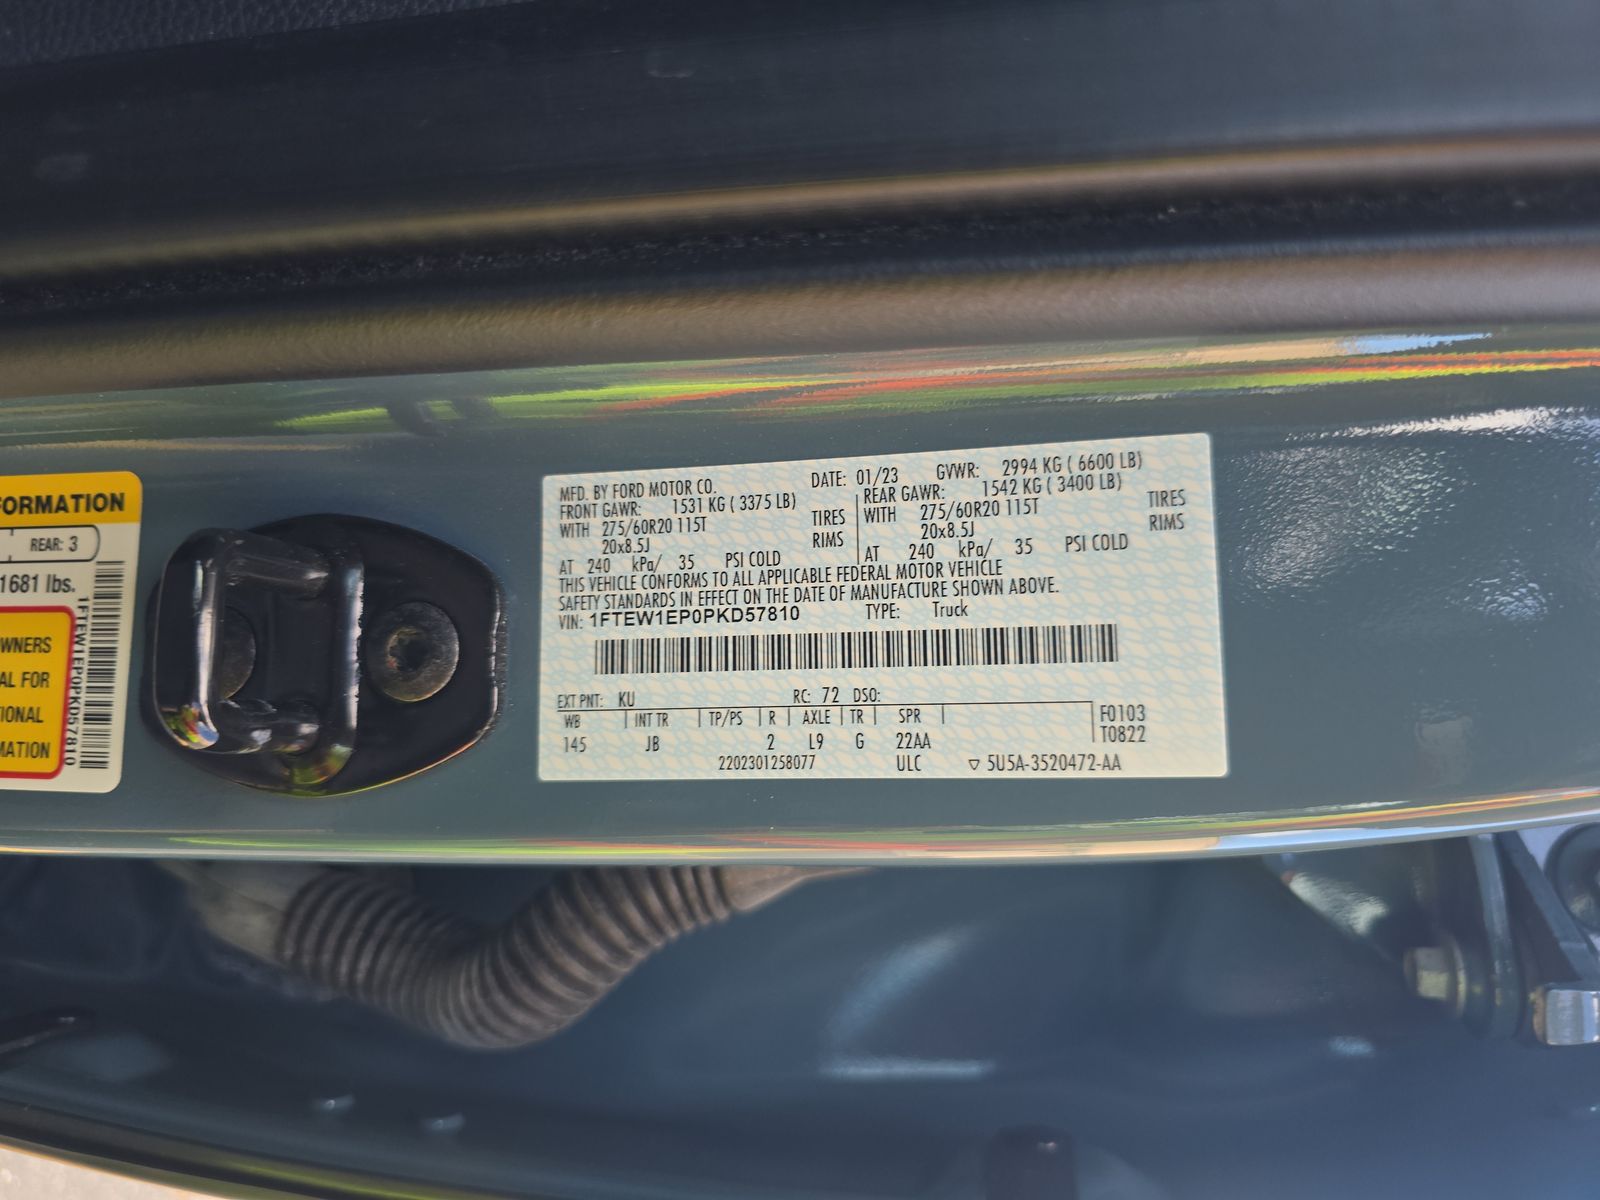 FORMATION
REAR: 3
1681 lbs.
WNERS
AL FOR
TIONAL
MATION
1FTEW1EP0PKD57810
MFD. BY FORD MOTOR CO. DATE: 01/23 GVWR: 2994 KG ( 6600 LB)
FRONT GAWR: 1531 KG ( 3375 LB) REAR GAWR: 1542 KG ( 3400 LB)
WITH 275/60R20 115T TIRES WITH 275/60R20 115T TIRES
20x8.5J RIMS 20x8.5J RIMS
AT 240 kPa/ 35 PSI COLD AT 240 kPa/ 35 PSI COLD
THIS VEHICLE CONFORMS TO ALL APPLICABLE FEDERAL MOTOR VEHICLE
SAFETY STANDARDS IN EFFECT ON THE DATE OF MANUFACTURE SHOWN ABOVE.
VIN: 1FTEW1EP0PKD57810 TYPE: Truck
EXT PNT: KU RC: 72 DSO:
WB INT TR TP/PS R AXLE TR SPR F0103
145 JB 2 L9 G 22AA T0822
2202301258077 ULC ▽ 5U5A-3520472-AA